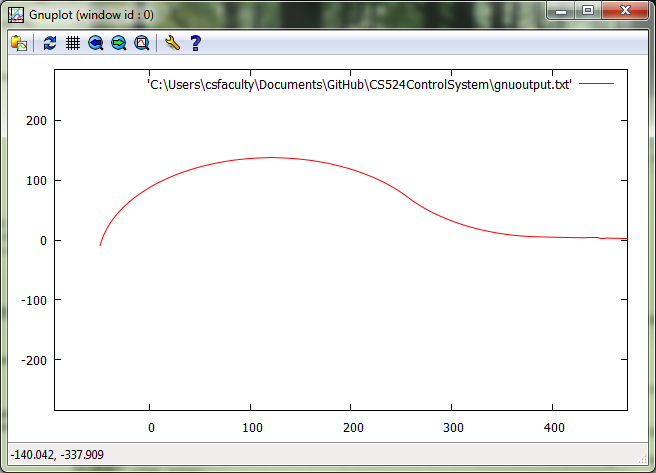 Gnuplot (window id : 0)
'C:\Users\csfaculty\Documents\GitHub\CS524ControlSystem\gnuoutput.txt'
200
100
0
-100
-200
0 100 200 300 400
-140.042, -337.909